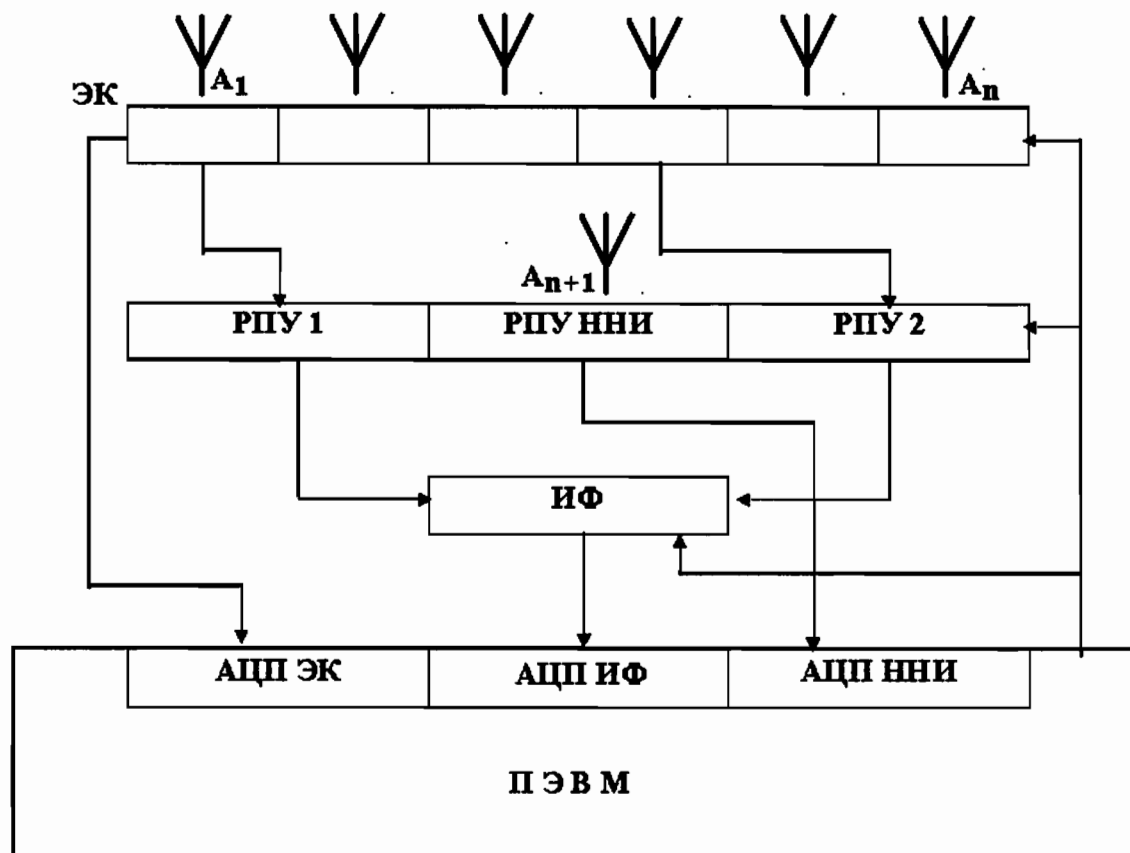 A1
An
ЭК
An+1
РПУ 1
РПУ ННИ
РПУ 2
ИФ
АЦП ЭК
АЦП ИФ
АЦП ННИ
П Э В М